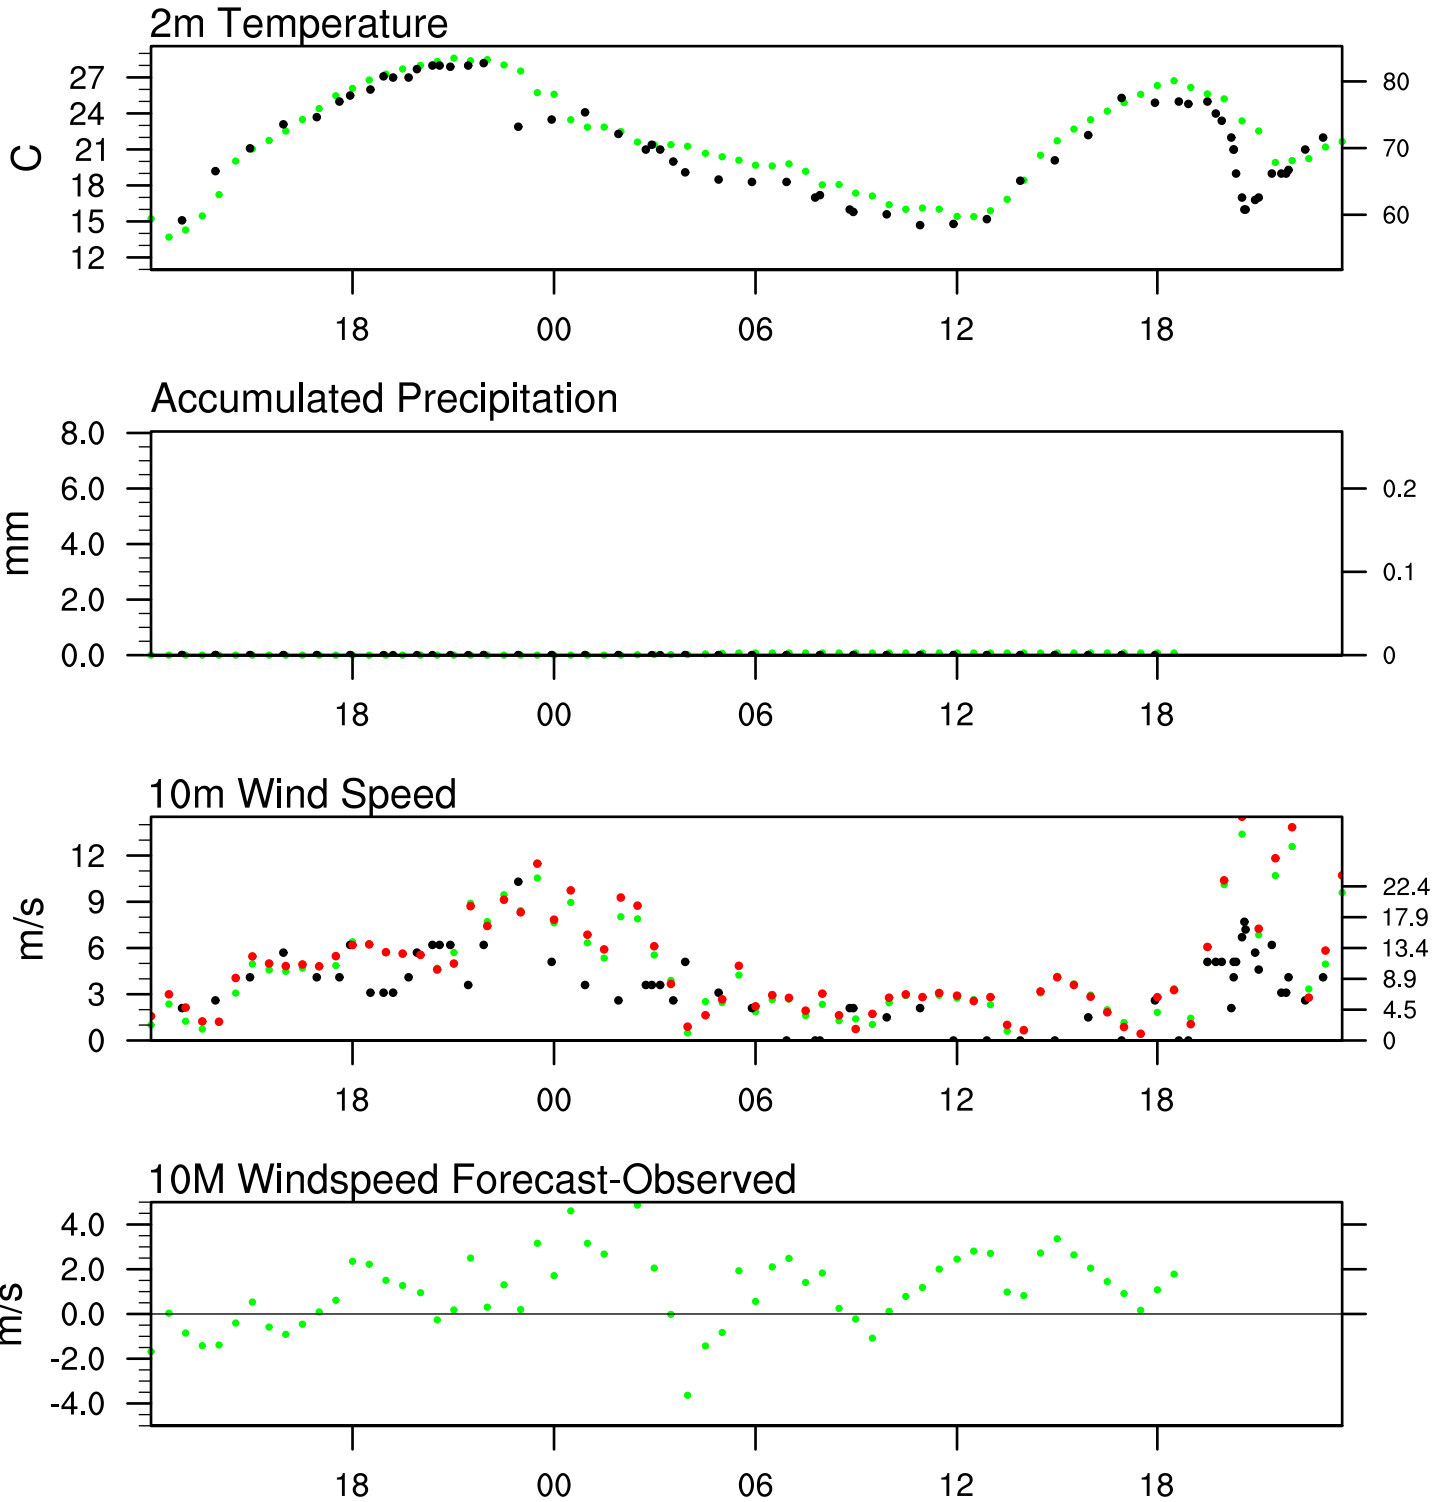 2m Temperature
C
27
24
21
18
15
12
80
70
60
18 00 06 12 18
Accumulated Precipitation
mm
8.0
6.0
4.0
2.0
0.0
0.2
0.1
0
18 00 06 12 18
10m Wind Speed
m/s
12
9
6
3
0
22.4
17.9
13.4
8.9
4.5
0
18 00 06 12 18
10M Windspeed Forecast-Observed
m/s
4.0
2.0
0.0
-2.0
-4.0
18 00 06 12 18